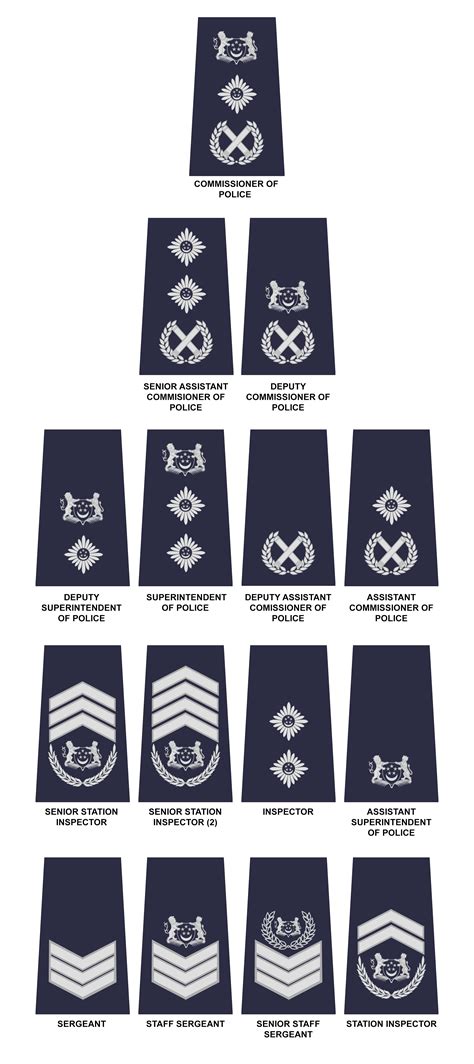 COMMISSIONER OF
POLICE
SENIOR ASSISTANT
COMMISIONER OF
POLICE
DEPUTY
COMMISSIONER OF
POLICE
DEPUTY
SUPERINTENDENT
OF POLICE
SUPERINTENDENT
OF POLICE
DEPUTY ASSISTANT
COMISSIONER OF
POLICE
ASSISTANT
COMMISSIONER OF
POLICE
SENIOR STATION
INSPECTOR
SENIOR STATION
INSPECTOR (2)
INSPECTOR
ASSISTANT
SUPERINTENDENT
OF POLICE
SERGEANT
STAFF SERGEANT
SENIOR STAFF
SERGEANT
STATION INSPECTOR